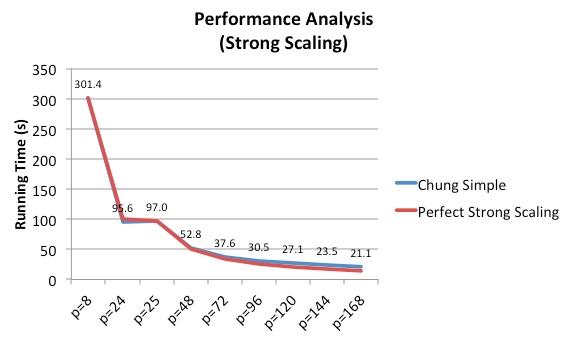 Performance Analysis
(Strong Scaling)
Running Time (s)
350
300
250
200
150
100
50
0
301.4
95.6
97.0
52.8
37.6
30.5
27.1
23.5
21.1
p=8
p=24
p=25
p=48
p=72
p=96
p=120
p=144
p=168
Chung Simple
Perfect Strong Scaling